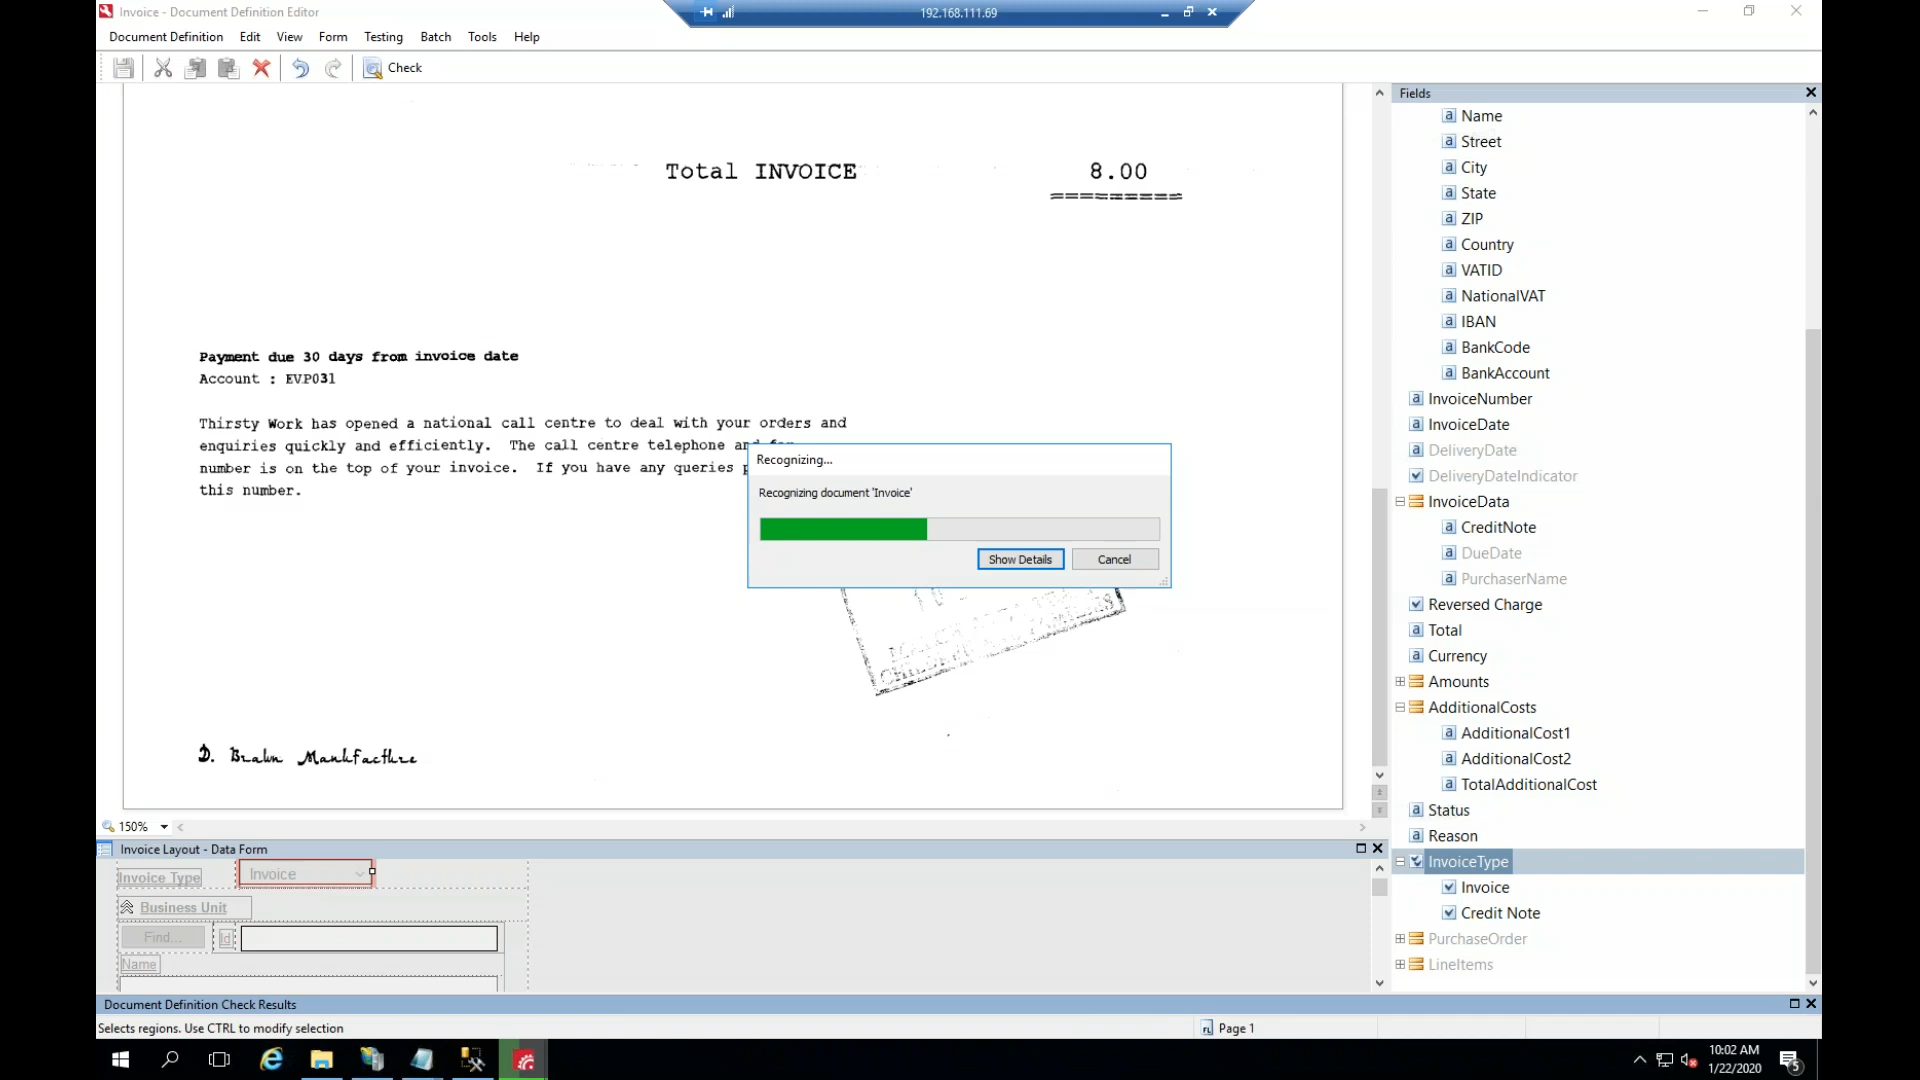 Invoice - Document Definition Editor
192.168.111.69
Document Definition Edit View Form Testing Batch Tools Help
Check
Total INVOICE 8.00
=========
Payment due 30 days from invoice date
Account : EVP031
Thirsty Work has opened a national call centre to deal with your orders and
enquiries quickly and efficiently. The call centre telephone and
number is on the top of your invoice. If you have any queries
this number.
D. Brawn Manufacture
Recognizing...
Recognizing document 'Invoice'
Show Details Cancel
150%
Fields
Name
Street
City
State
ZIP
Country
VATID
NationalVAT
IBAN
BankCode
BankAccount
InvoiceNumber
InvoiceDate
DeliveryDate
DeliveryDateIndicator
InvoiceData
CreditNote
DueDate
PurchaserName
Reversed Charge
Total
Currency
Amounts
AdditionalCosts
AdditionalCost1
AdditionalCost2
TotalAdditionalCost
Status
Reason
InvoiceType
Invoice
Credit Note
PurchaseOrder
LineItems
Invoice Layout - Data Form
Invoice Type Invoice
Business Unit
Find... Id
Name
Document Definition Check Results
Selects regions. Use CTRL to modify selection Page 1
10:02 AM
1/22/2020
5